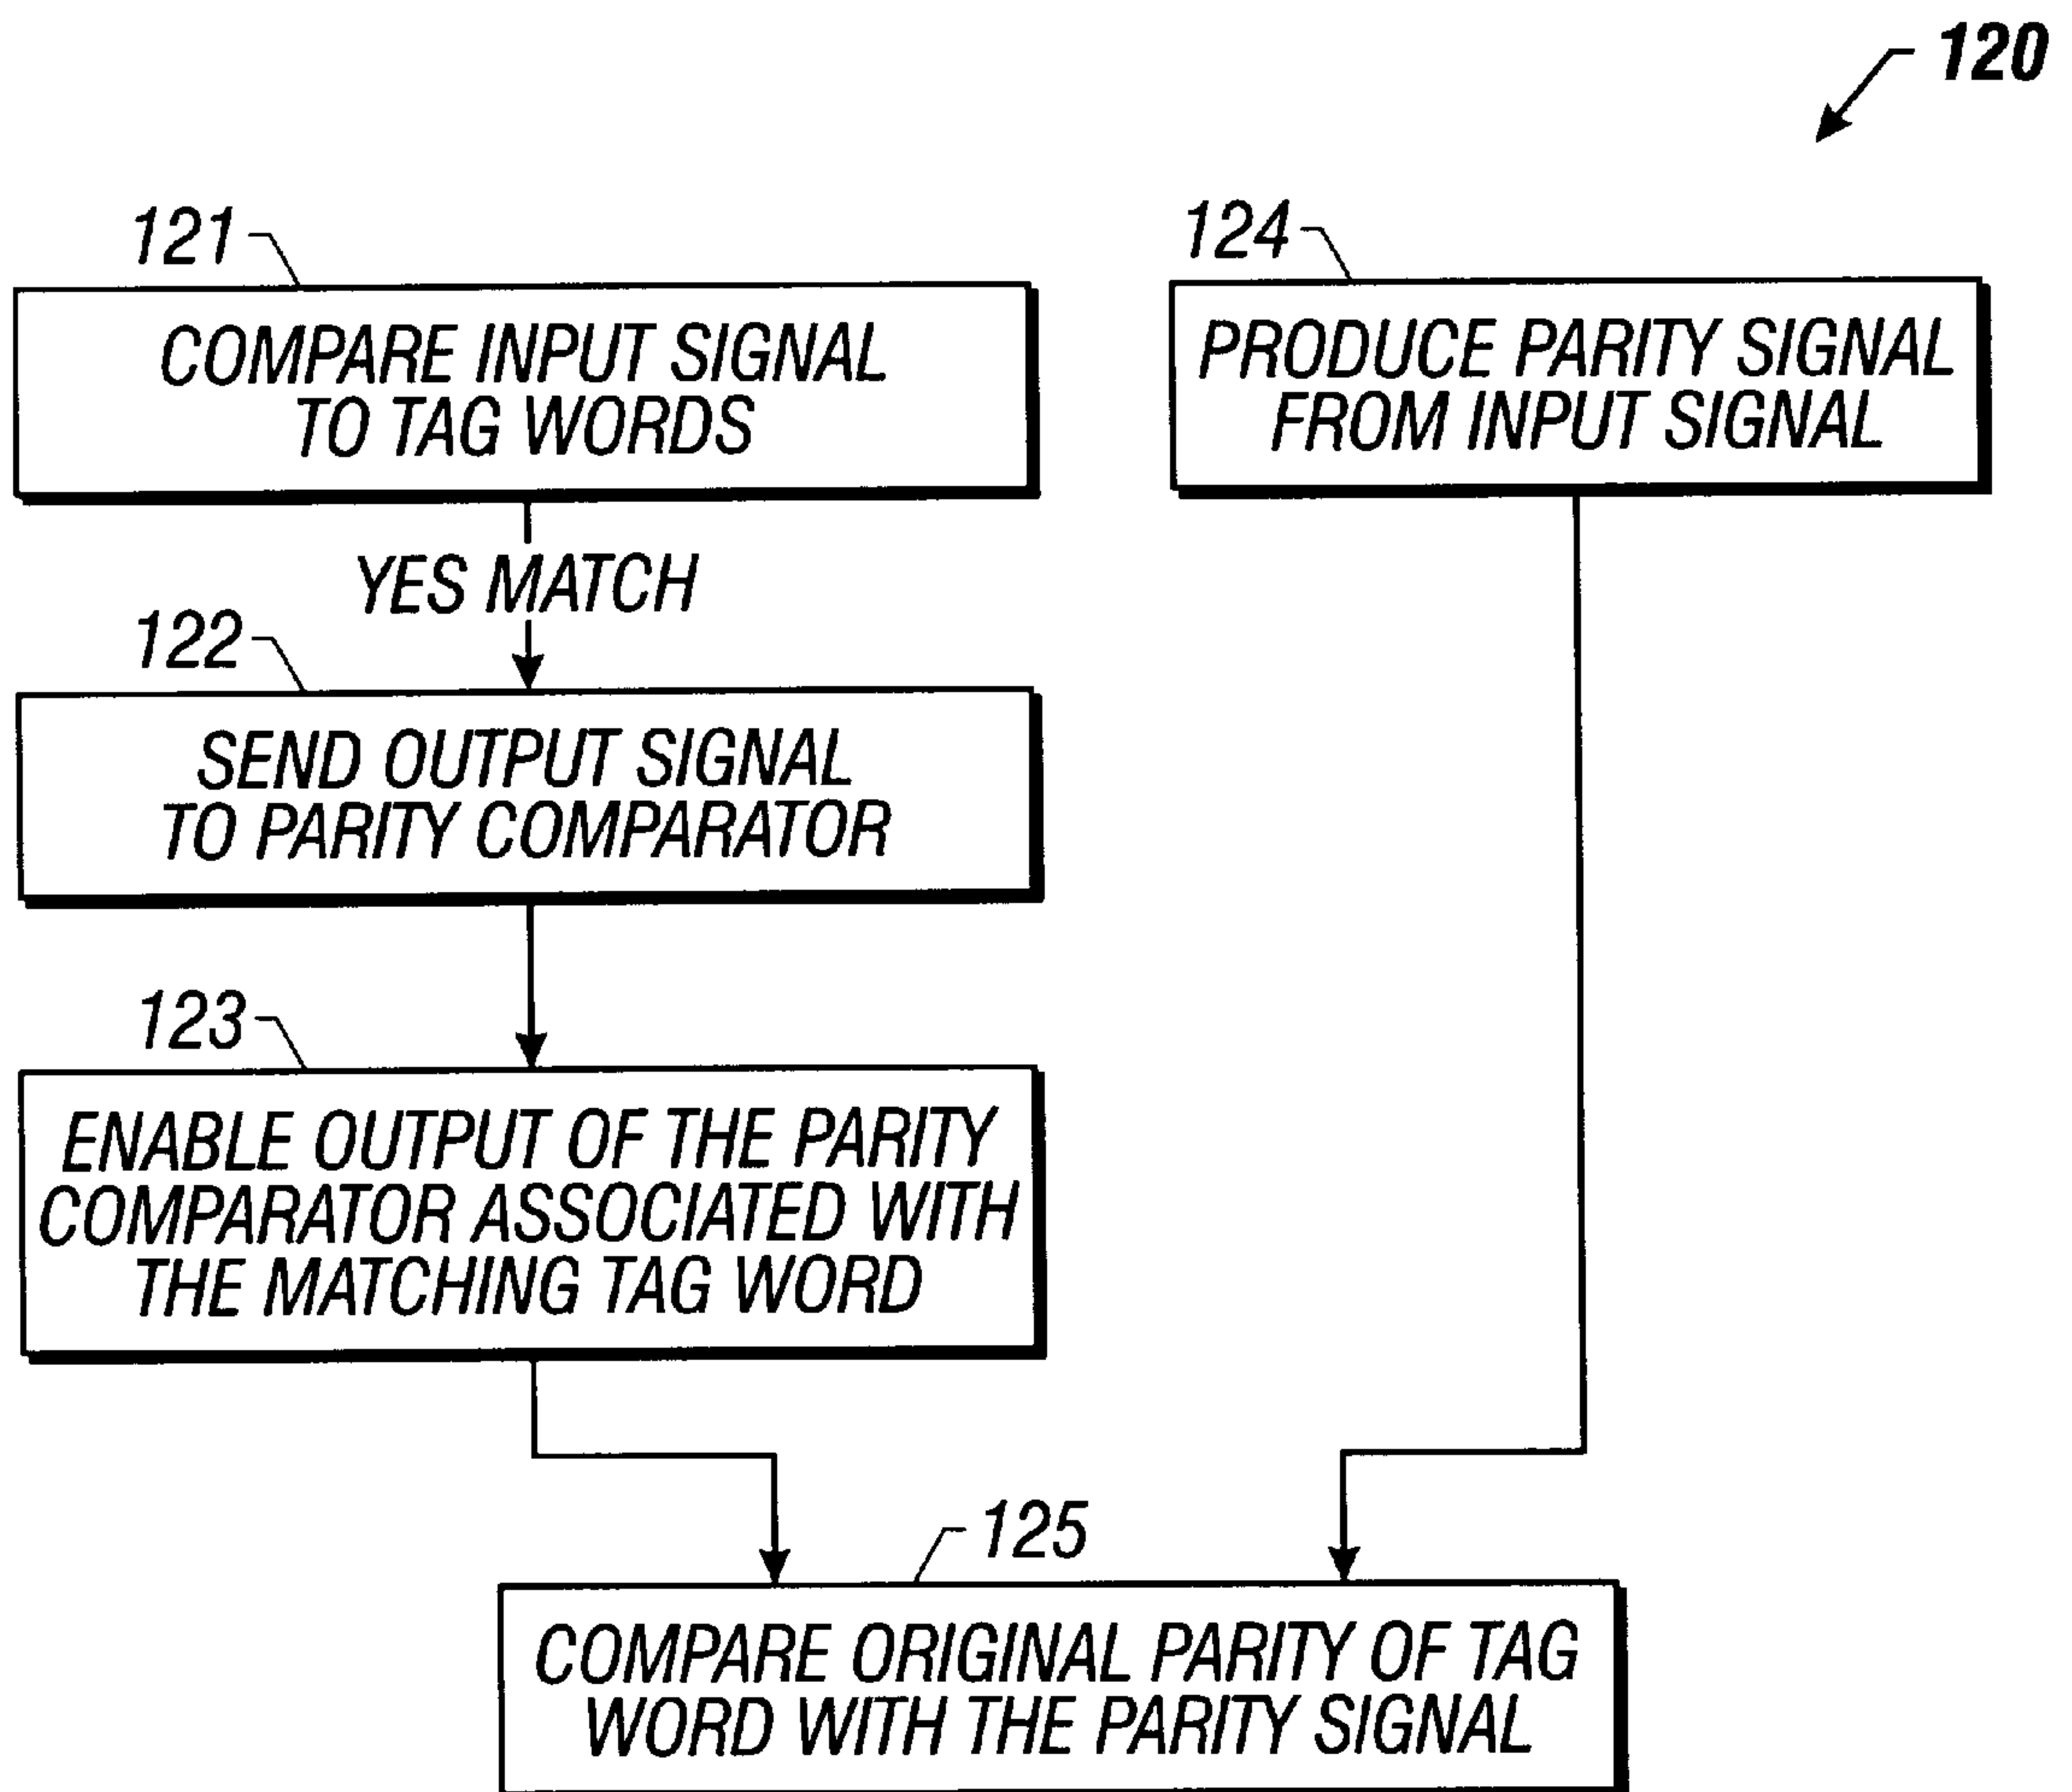 120
121
COMPARE INPUT SIGNAL
TO TAG WORDS
124
PRODUCE PARITY SIGNAL
FROM INPUT SIGNAL
YES MATCH
122
SEND OUTPUT SIGNAL
TO PARITY COMPARATOR
123
ENABLE OUTPUT OF THE PARITY
COMPARATOR ASSOCIATED WITH
THE MATCHING TAG WORD
125
COMPARE ORIGINAL PARITY OF TAG
WORD WITH THE PARITY SIGNAL